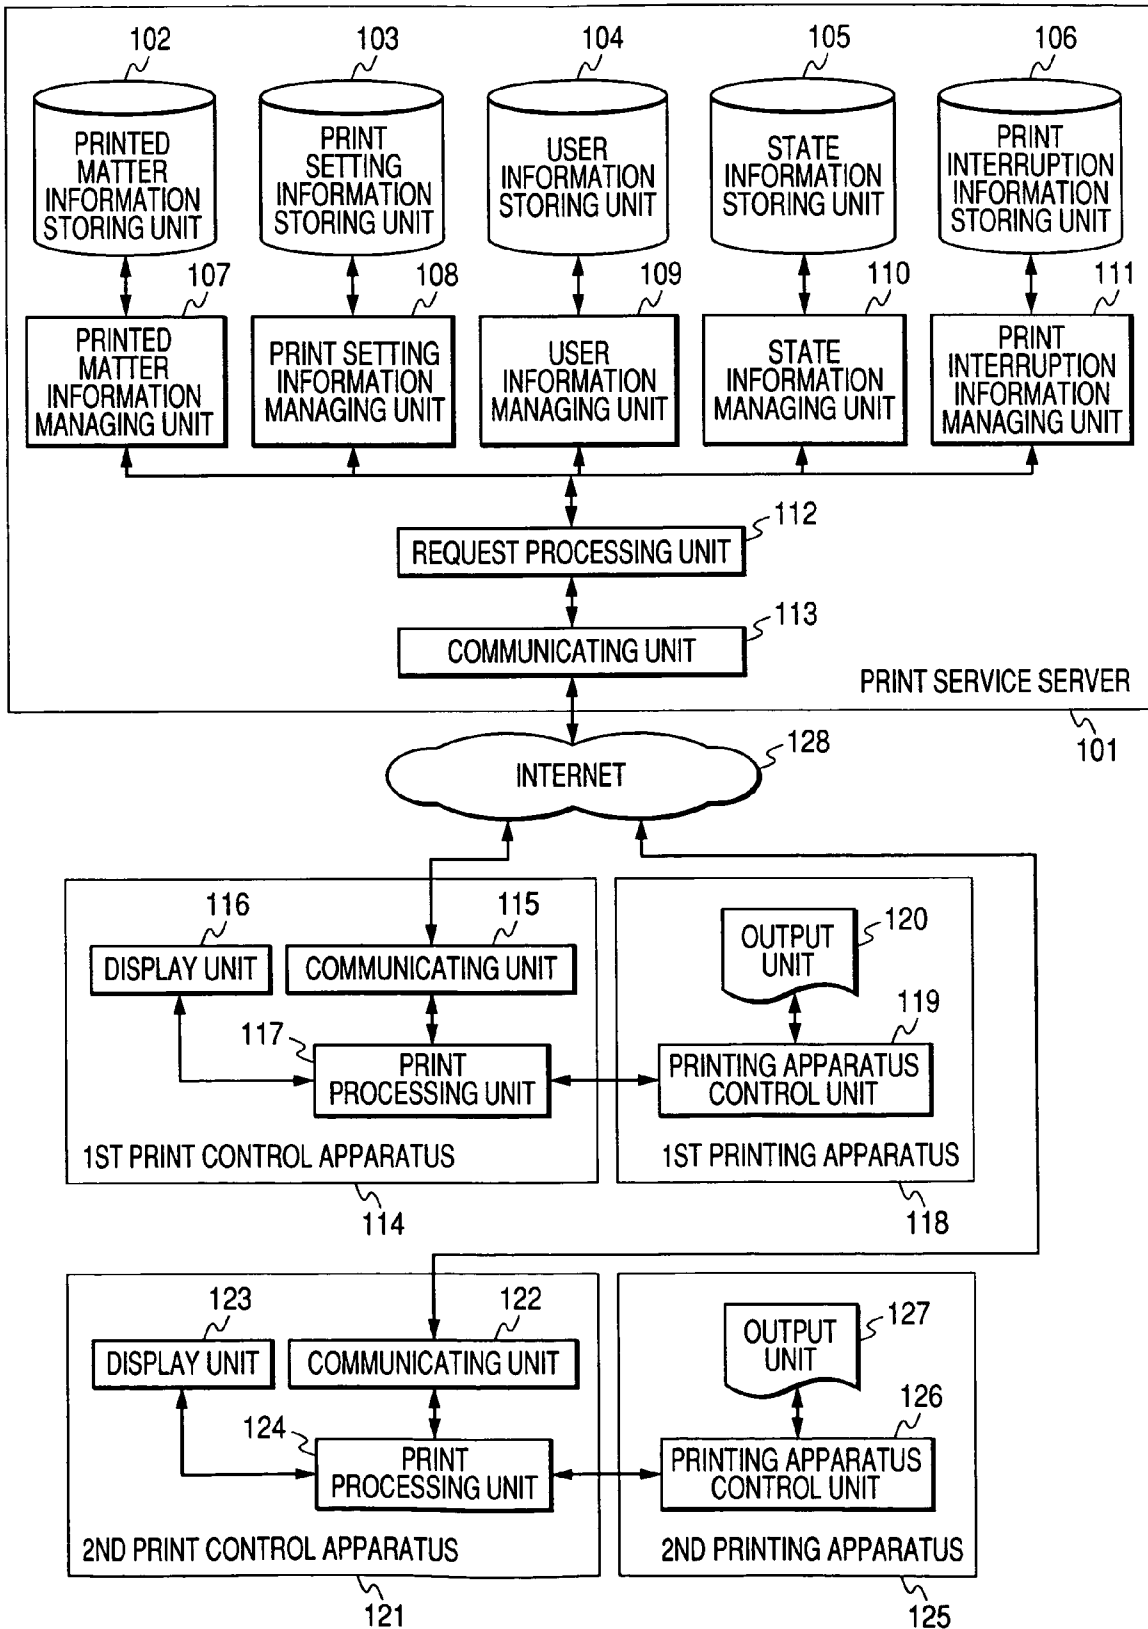 102
103
104
105
106
PRINTED
MATTER
INFORMATION
STORING UNIT
PRINT
SETTING
INFORMATION
STORING UNIT
USER
INFORMATION
STORING UNIT
STATE
INFORMATION
STORING UNIT
PRINT
INTERRUPTION
INFORMATION
STORING UNIT
107
108
109
110
111
PRINTED
MATTER
INFORMATION
MANAGING UNIT
PRINT SETTING
INFORMATION
MANAGING UNIT
USER
INFORMATION
MANAGING UNIT
STATE
INFORMATION
MANAGING UNIT
PRINT
INTERRUPTION
INFORMATION
MANAGING UNIT
112
REQUEST PROCESSING UNIT
113
COMMUNICATING UNIT
PRINT SERVICE SERVER
101
128
INTERNET
116
115
DISPLAY UNIT
COMMUNICATING UNIT
117
PRINT
PROCESSING UNIT
1ST PRINT CONTROL APPARATUS
114
120
OUTPUT
UNIT
119
PRINTING APPARATUS
CONTROL UNIT
1ST PRINTING APPARATUS
118
123
122
DISPLAY UNIT
COMMUNICATING UNIT
124
PRINT
PROCESSING UNIT
2ND PRINT CONTROL APPARATUS
121
127
OUTPUT
UNIT
126
PRINTING APPARATUS
CONTROL UNIT
2ND PRINTING APPARATUS
125